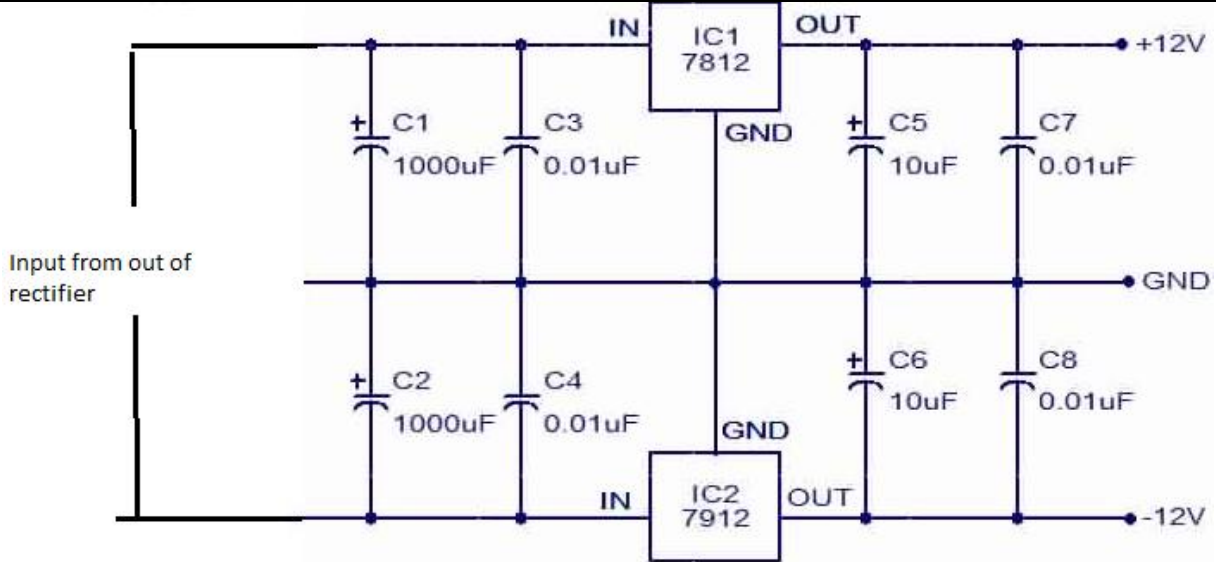 IN
IC1
7812
OUT
+12V
+
C1
1000uF
C3
0.01uF
GND
+
C5
10uF
C7
0.01uF
Input from out of
rectifier
GND
+
C2
1000uF
C4
0.01uF
GND
+
C6
10uF
C8
0.01uF
IN
IC2
7912
OUT
-12V